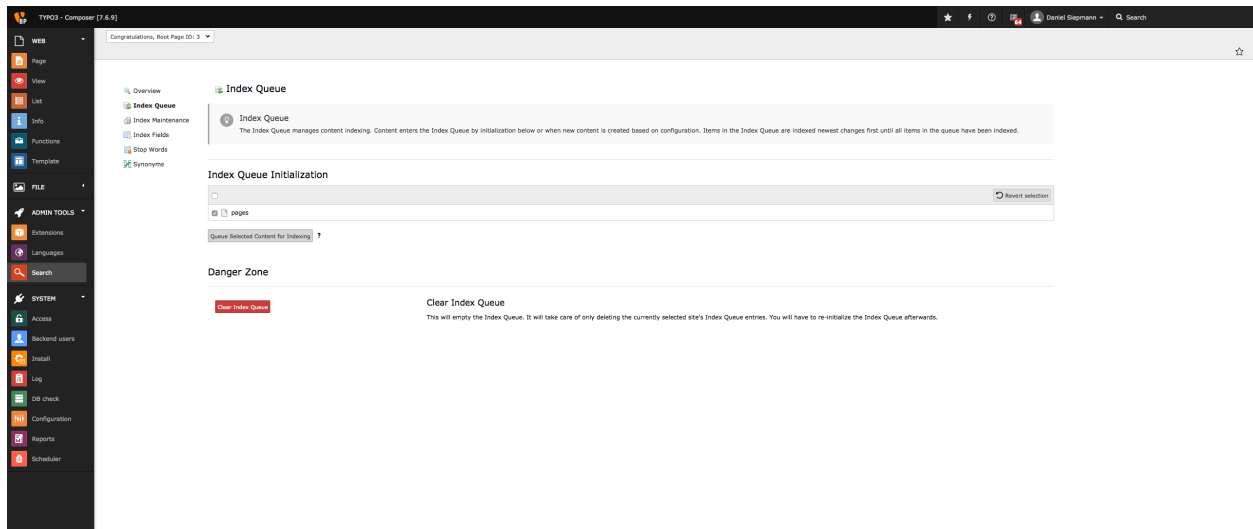 TYPO3 - Composer [7.6.9]
64
Daniel Siepmann
Search
WEB
Page
View
List
Info
Functions
Template
FILE
ADMIN TOOLS
Extensions
Languages
Search
SYSTEM
Access
Backend users
Install
Log
DB check
Configuration
Reports
Scheduler
Congratulations, Root Page ID: 3
Overview
Index Queue
Index Maintenance
Index Fields
Stop Words
Synonyms
Index Queue
Index Queue
The Index Queue manages content indexing. Content enters the Index Queue by initialization below or when new content is created based on configuration. Items in the Index Queue are indexed newest changes first until all items in the queue have been indexed.
Index Queue Initialization
Revert selection
pages
Queue Selected Content for Indexing ?
Danger Zone
Clear Index Queue
Clear Index Queue
This will empty the Index Queue. It will take care of only deleting the currently selected site's Index Queue entries. You will have to re-initialize the Index Queue afterwards.